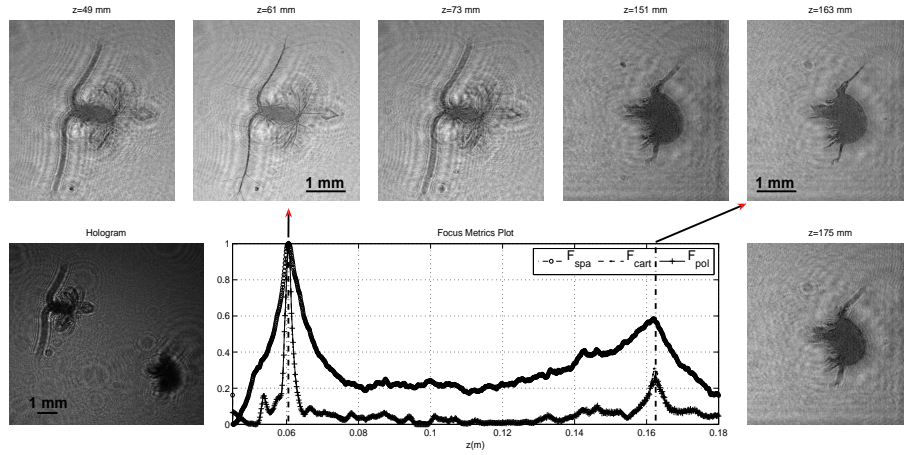 z=49 mm
z=61 mm
z=73 mm
z=151 mm
z=163 mm
1 mm
1 mm
Hologram
Focus Metrics Plot
z=175 mm
1
0.8
0.6
0.4
0.2
0
F_spa
F_cart
F_pol
1 mm
0.06
0.08
0.1
0.12
0.14
0.16
0.18
z(m)